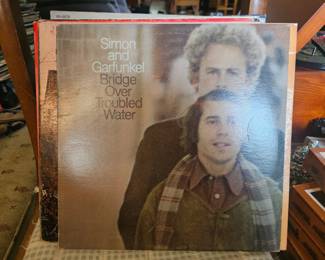 Simon
and
Garfunkel
Bridge
Over
Troubled
Water